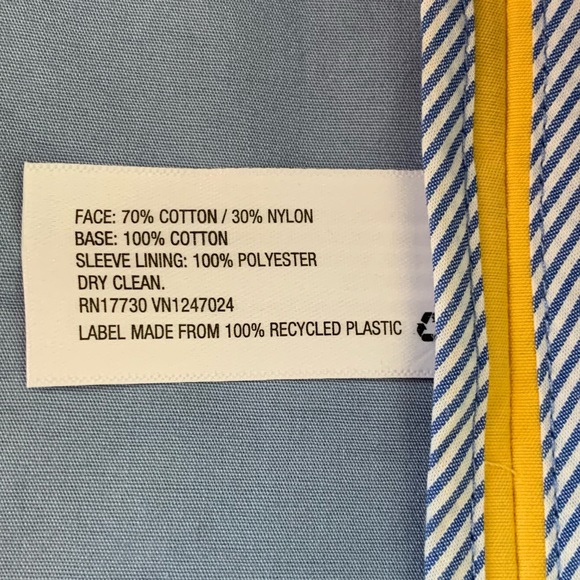 FACE: 70% COTTON / 30% NYLON
BASE: 100% COTTON
SLEEVE LINING: 100% POLYESTER
DRY CLEAN.
RN17730 VN1247024
LABEL MADE FROM 100% RECYCLED PLASTIC